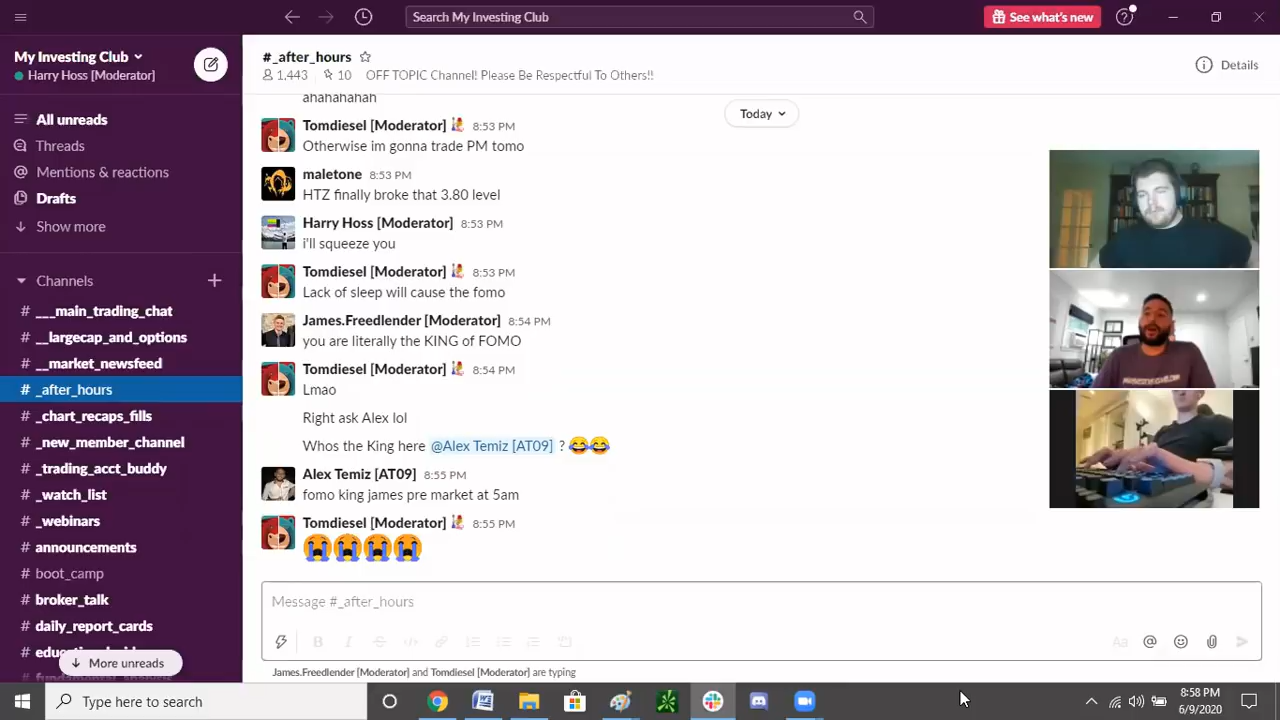 Search My Investing Club
See what's new
My Investing Club
Harry Hoss [Moderator]
#_after_hours
1,443
10
OFF TOPIC Channel! Please Be Respectful To Others!!
Details
All unreads
Threads
Mentions & reactions
Drafts
Show more
Channels
# ___main_trading_chat
# __largecap_and_options
# __market_newsfeed
# _after_hours
# _chart_recaps_fills
# _new_member_channel
# _trading_acct_buddy
# _watch_list
# _webinars
# announcements
# boot_camp
# broker_talk
# daily_report_cards
More unreads
ahahahahah
Today
Tomdiesel [Moderator] 8:53 PM
Otherwise im gonna trade PM tomo
maletone 8:53 PM
HTZ finally broke that 3.80 level
Harry Hoss [Moderator] 8:53 PM
i'll squeeze you
Tomdiesel [Moderator] 8:53 PM
Lack of sleep will cause the fomo
James.Freedlender [Moderator] 8:54 PM
you are literally the KING of FOMO
Tomdiesel [Moderator] 8:54 PM
Lmao
Right ask Alex lol
Whos the King here @Alex Temiz [AT09] ? 😂😂
Alex Temiz [AT09] 8:55 PM
fomo king james pre market at 5am
Tomdiesel [Moderator] 8:55 PM
😭😭😭😭
Message #_after_hours
B I S
Aa @
James.Freedlender [Moderator] and Tomdiesel [Moderator] are typing
Type here to search
8:58 PM
6/9/2020